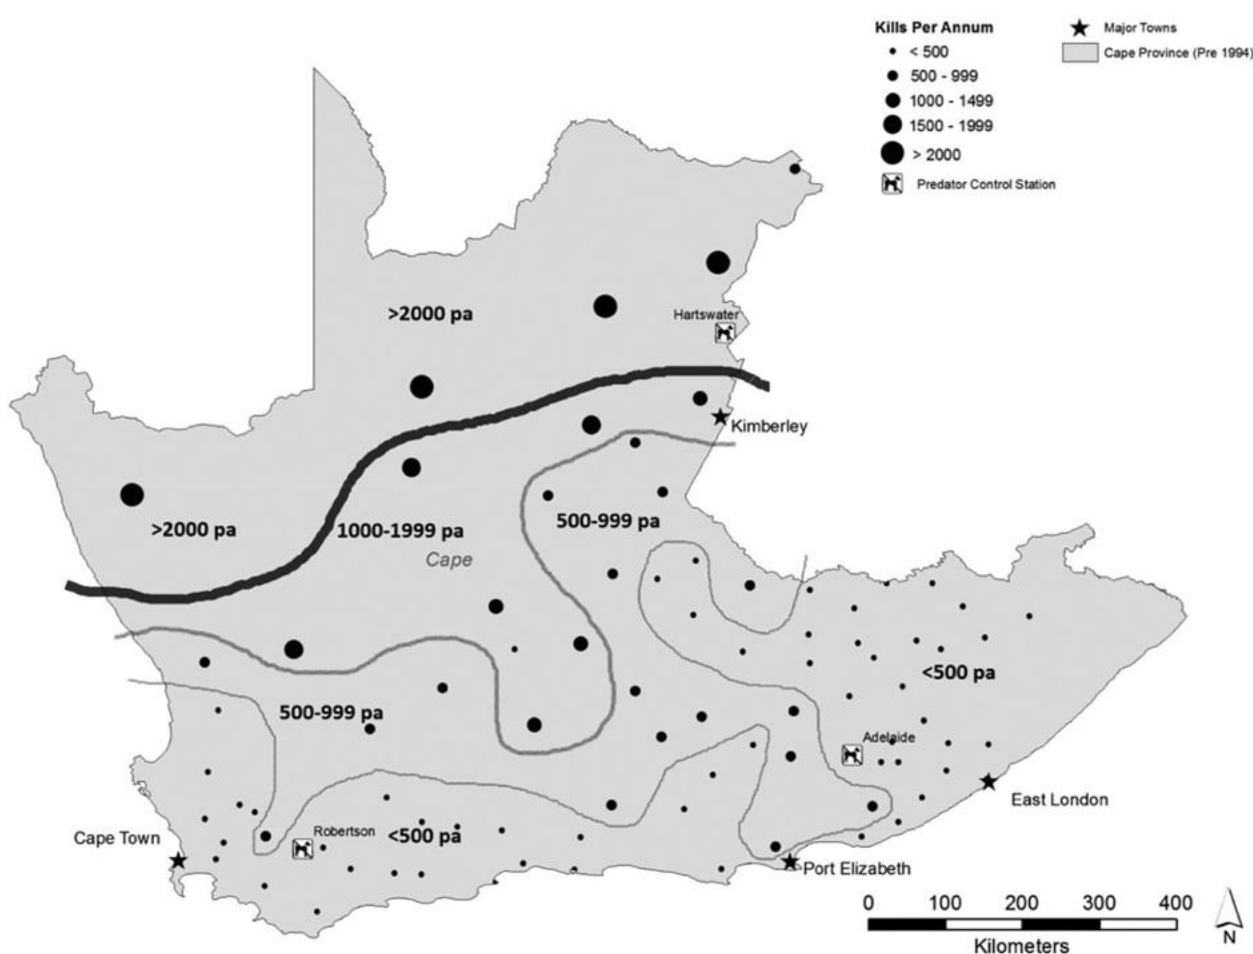 Kills Per Annum
< 500
500 - 999
1000 - 1499
1500 - 1999
> 2000
Predator Control Station
Major Towns
Cape Province (Pre 1994)
>2000 pa
Hartswater
Kimberley
>2000 pa
1000-1999 pa
500-999 pa
Cape
<500 pa
500-999 pa
Adelaide
East London
Cape Town
Robertson
<500 pa
Port Elizabeth
0 100 200 300 400
Kilometers
N